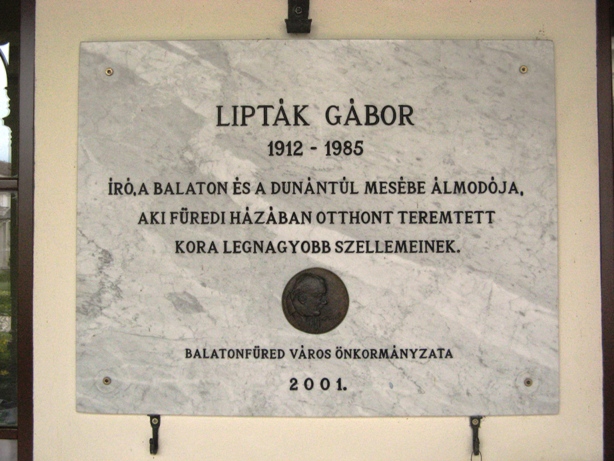 LIPTÁK GÁBOR
1912 - 1985
ÍRÓ, A BALATON ÉS A DUNÁNTÚL MESÉBE ÁLMODÓJA,
AKI FÜREDI HÁZÁBAN OTTHONT TEREMTETT
KORA LEGNAGYOBB SZELLEMEINEK.
BALATONFÜRED VÁROS ÖNKORMÁNYZATA
2001.